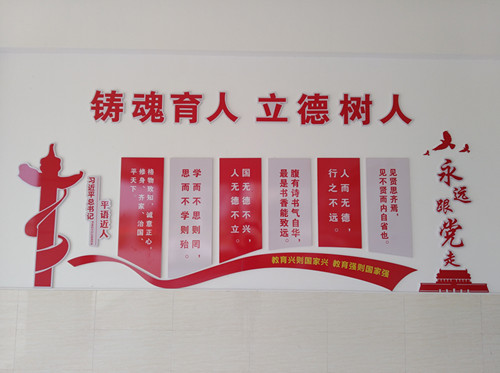 铸魂育人 立德树人
习近平总书记
平语近人
格物致知、诚意正心、
修身、齐家、治国、
平天下
学而不思则罔，
思而不学则殆。
国无德不兴，
人无德不立。
腹有诗书气自华，
最是书香能致远。
人而无德，
行之不远。
见贤思齐焉，
见不贤而内自省也。
教育兴则国家兴 教育强则国家强
永远跟党走